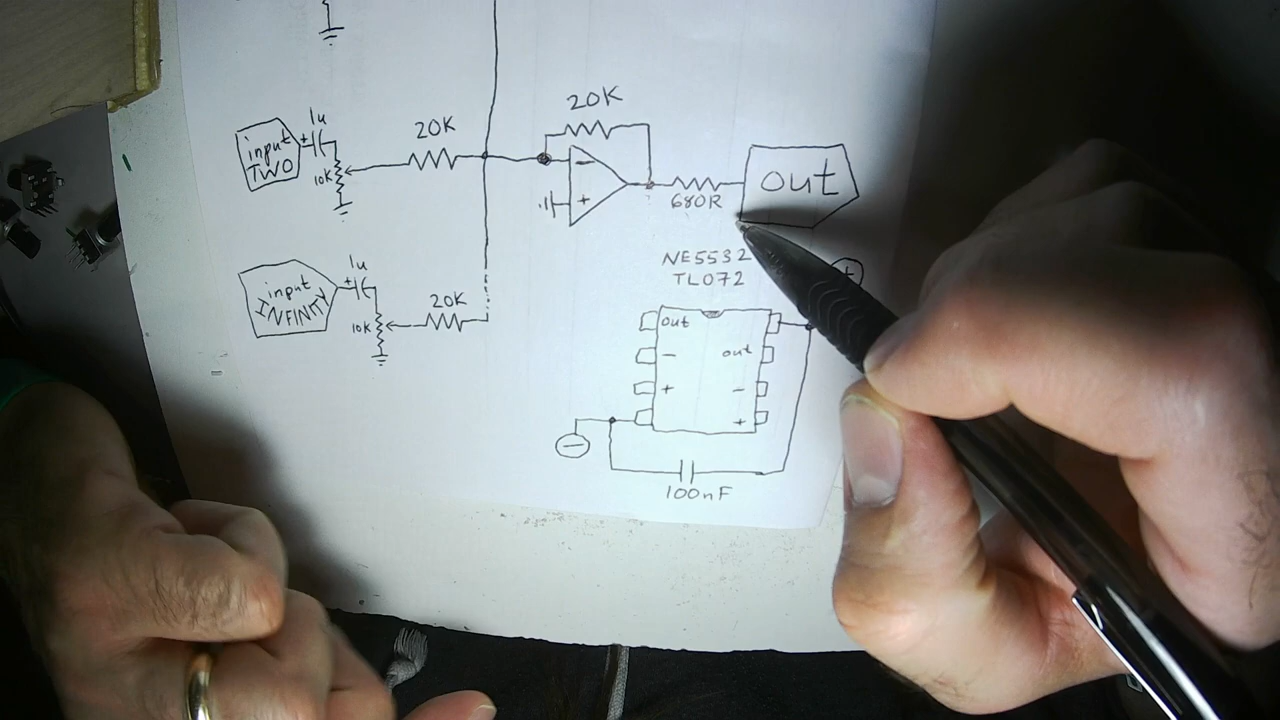 1u
20K
20K
input
TWO
10K
−
+
680R
out
+
1u
input
INFINITY
10K
20K
NE5532
TL072
out
−
out
+
−
+
−
100nF